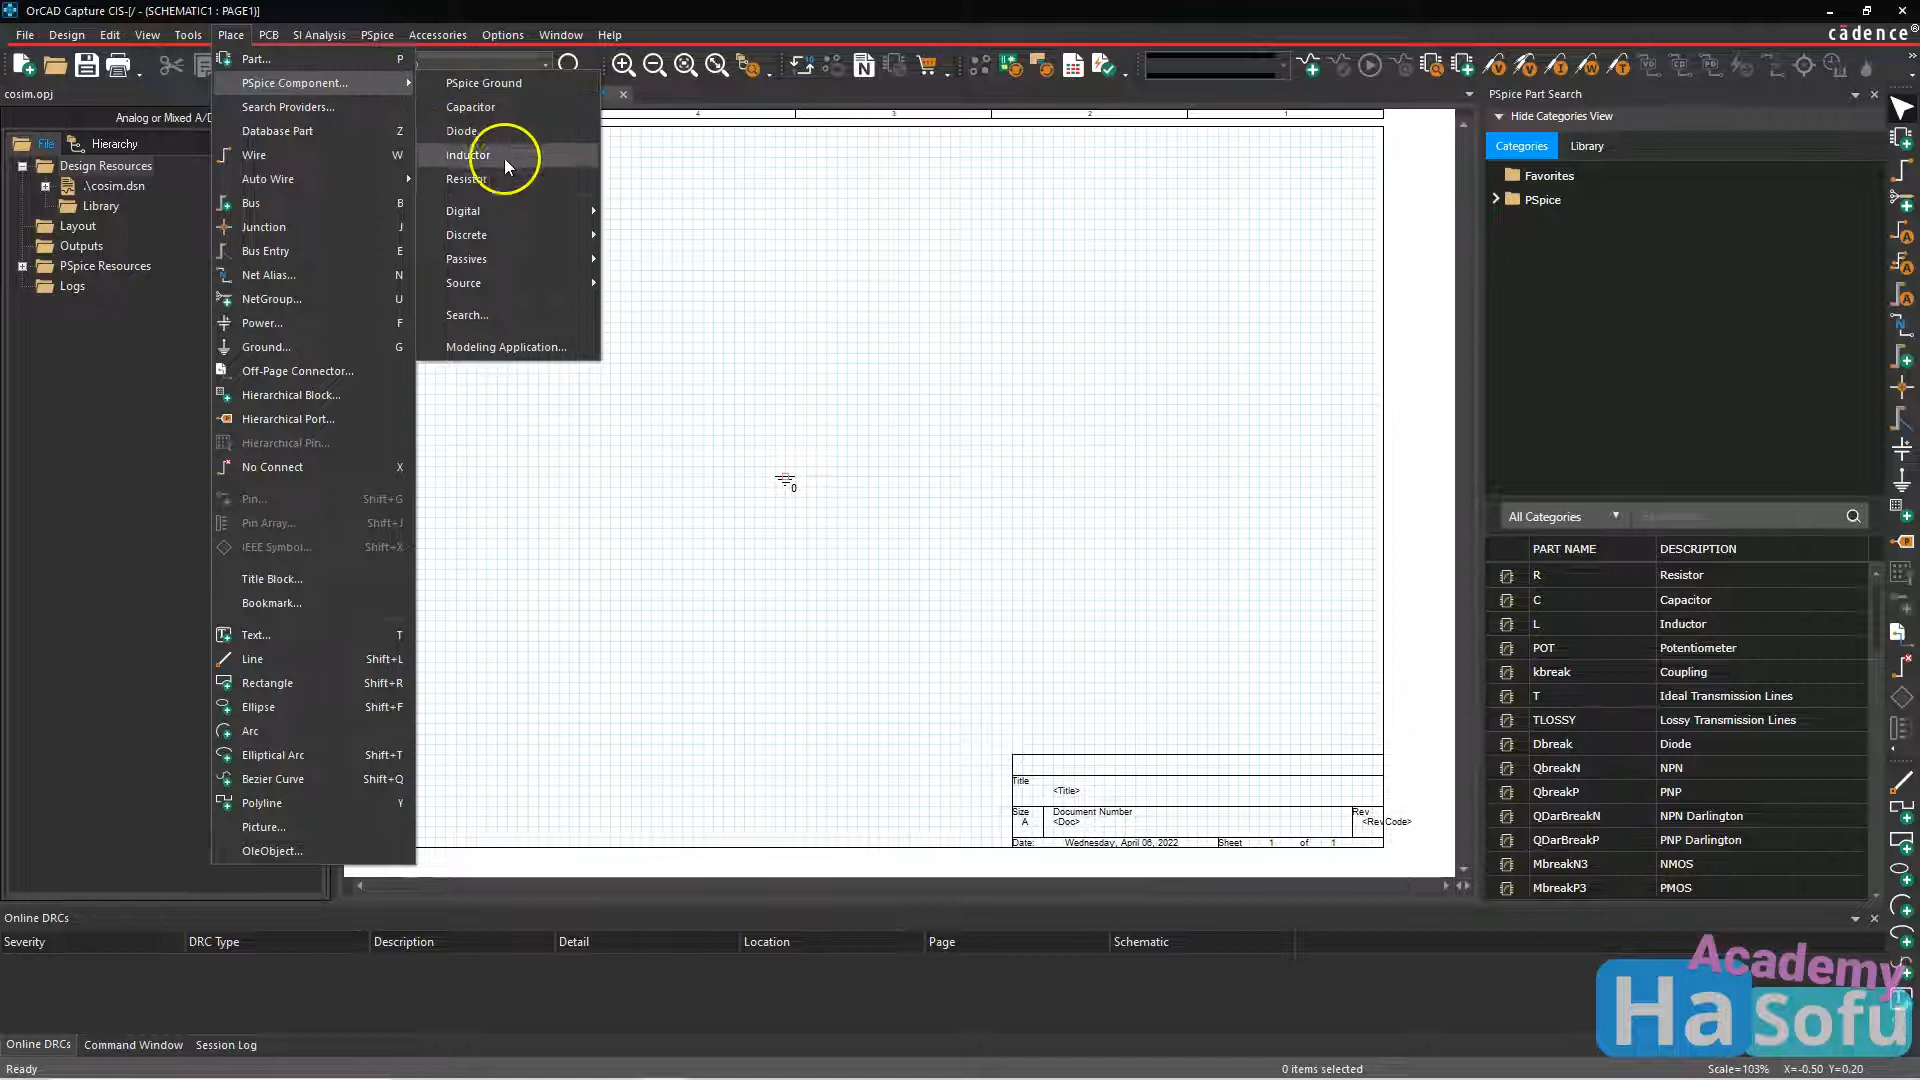 OrCAD Capture CIS-[/ - (SCHEMATIC1 : PAGE1)]
File Design Edit View Tools Place PCB SI Analysis PSpice Accessories Options Window Help
cādence
cosim.opj
Analog or Mixed A/D
File Hierarchy
Design Resources
.\cosim.dsn
Library
Layout
Outputs
PSpice Resources
Logs
Part... P
PSpice Component...
Search Providers...
Database Part Z
Wire W
Auto Wire
Bus B
Junction J
Bus Entry E
Net Alias... N
NetGroup... U
Power... F
Ground... G
Off-Page Connector...
Hierarchical Block...
Hierarchical Port...
Hierarchical Pin...
No Connect X
Pin... Shift+G
Pin Array... Shift+J
IEEE Symbol... Shift+X
Title Block...
Bookmark...
Text... T
Line Shift+L
Rectangle Shift+R
Ellipse Shift+F
Arc
Elliptical Arc Shift+T
Bezier Curve Shift+Q
Polyline Y
Picture...
OleObject...
PSpice Ground
Capacitor
Diode
Inductor
Resistor
Digital
Discrete
Passives
Source
Search...
Modeling Application...
4 3 2 1
0
Title
<Title>
Size Document Number Rev
A <Doc> <RevCode>
Date: Wednesday, April 06, 2022 Sheet 1 of 1
PSpice Part Search
Hide Categories View
Categories Library
Favorites
PSpice
All Categories
PART NAME DESCRIPTION
R Resistor
C Capacitor
L Inductor
POT Potentiometer
kbreak Coupling
T Ideal Transmission Lines
TLOSSY Lossy Transmission Lines
Dbreak Diode
QbreakN NPN
QbreakP PNP
QDarBreakN NPN Darlington
QDarBreakP PNP Darlington
MbreakN3 NMOS
MbreakP3 PMOS
Online DRCs
Severity DRC Type Description Detail Location Page Schematic
Online DRCs Command Window Session Log
Ready 0 items selected Scale=103% X=-0.50 Y=0.20
Academy
Ha Sofu